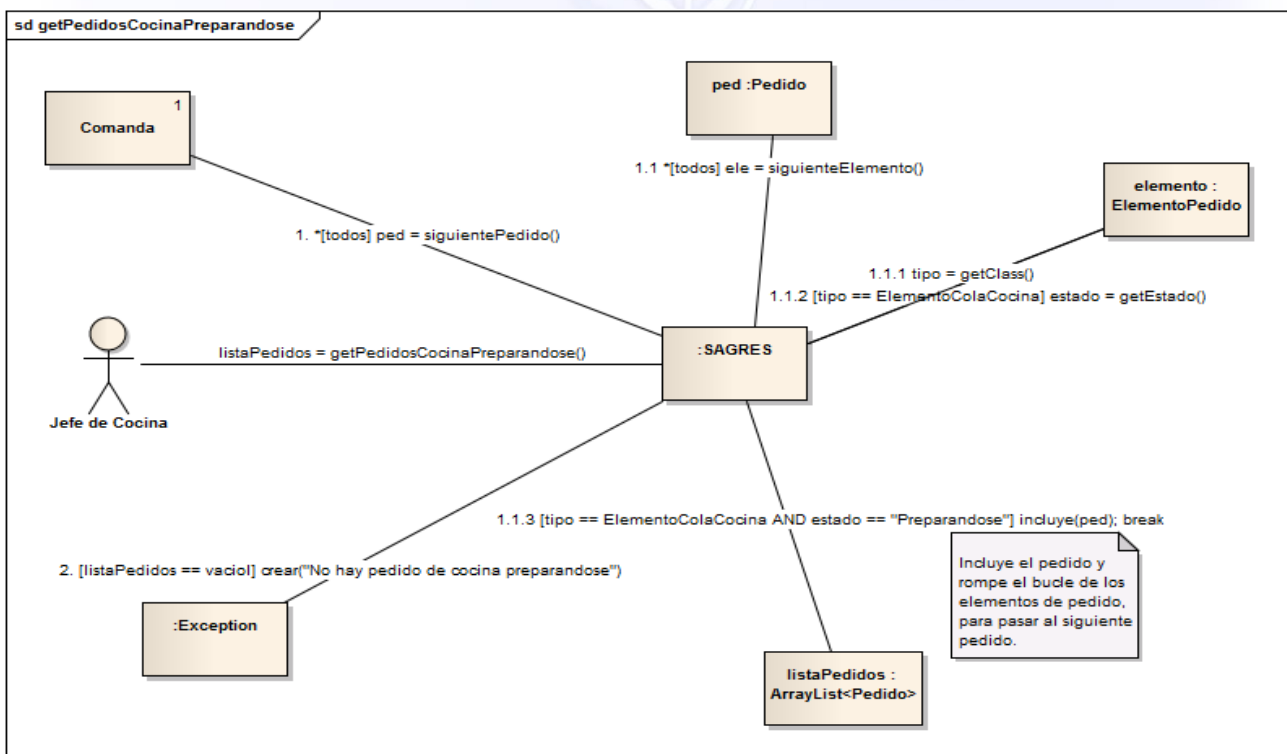 sd getPedidosCocinaPreparandose
1
Comanda
ped :Pedido
1.1 *[todos] ele = siguienteElemento()
elemento :
ElementoPedido
1. *[todos] ped = siguientePedido()
1.1.1 tipo = getClass()
1.1.2 [tipo == ElementoColaCocina] estado = getEstado()
:SAGRES
listaPedidos = getPedidosCocinaPreparandose()
Jefe de Cocina
1.1.3 [tipo == ElementoColaCocina AND estado == "Preparandose"] incluye(ped); break
2. [listaPedidos == vaciol] crear("No hay pedido de cocina preparandose")
:Exception
Incluye el pedido y
rompe el bucle de los
elementos de pedido,
para pasar al siguiente
pedido.
listaPedidos :
ArrayList<Pedido>